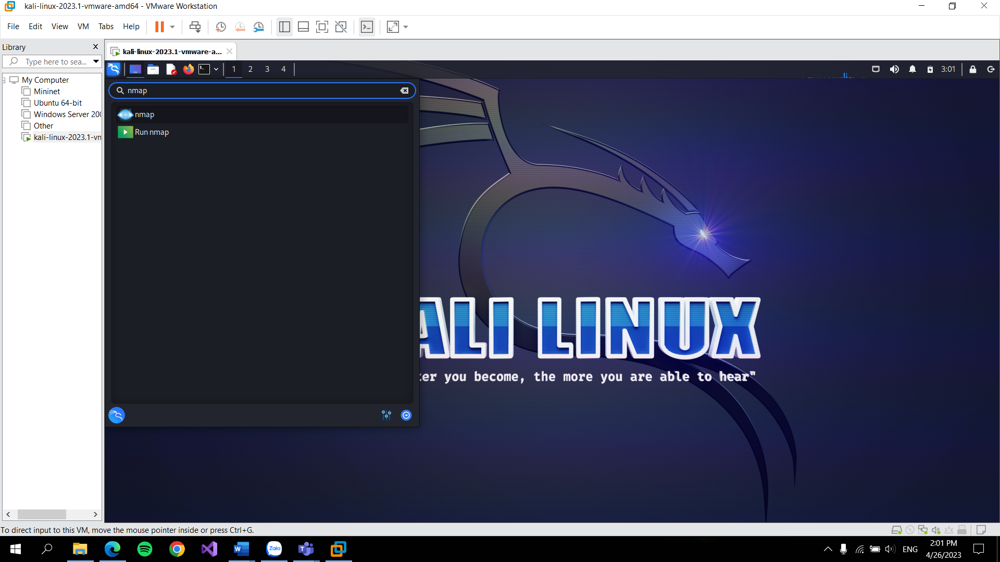 kali-linux-2023.1-vmware-amd64 - VMware Workstation
File Edit View VM Tabs Help
Library
Type here to sea...
My Computer
Mininet
Ubuntu 64-bit
Windows Server 200
Other
kali-linux-2023.1-vn
kali-linux-2023.1-vmware-a...
1 2 3 4
3:01
nmap
nmap
Run nmap
ALI LINUX
ter you become, the more you are able to hear"
To direct input to this VM, move the mouse pointer inside or press Ctrl+G.
Zalo
ENG
2:01 PM
4/26/2023